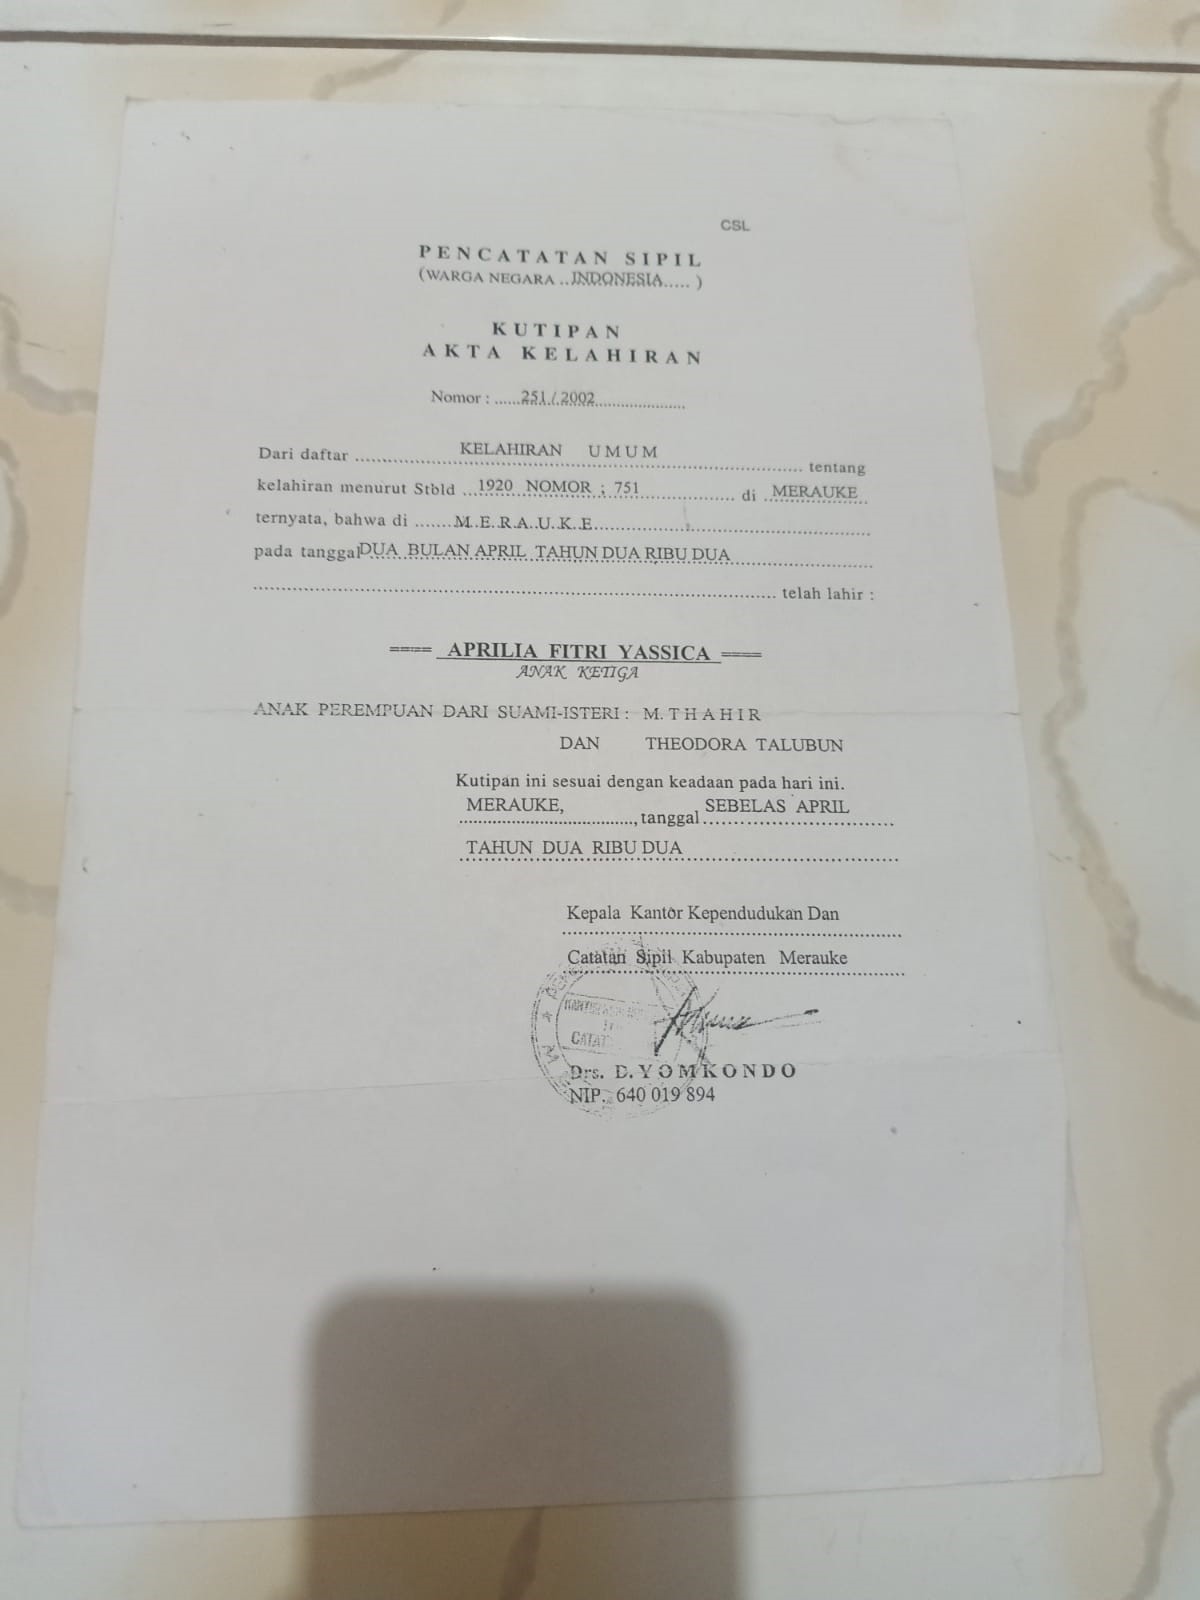 CSL
PENCATATAN SIPIL
(WARGA NEGARA ..INDONESIA..... )
KUTIPAN
AKTA KELAHIRAN
Nomor : ......251 / 2002......................
Dari daftar .................. KELAHIRAN UMUM .................. tentang
kelahiran menurut Stbld ...1920 NOMOR ; 751 .................. di ..MERAUKE..
ternyata, bahwa di .......M..E..R..A..U..K..E..................
pada tanggal DUA BULAN APRIL TAHUN DUA RIBU DUA..................
.................. telah lahir :
==== APRILIA FITRI YASSICA ====
ANAK KETIGA
ANAK PEREMPUAN DARI SUAMI-ISTERI : M. THAHIR
DAN THEODORA TALUBUN
Kutipan ini sesuai dengan keadaan pada hari ini.
MERAUKE, .................., tanggal SEBELAS APRIL
TAHUN DUA RIBU DUA..................
Kepala Kantor Kependudukan Dan
Catatan Sipil Kabupaten Merauke
Drs. D. YOMKONDO
NIP. 640 019 894